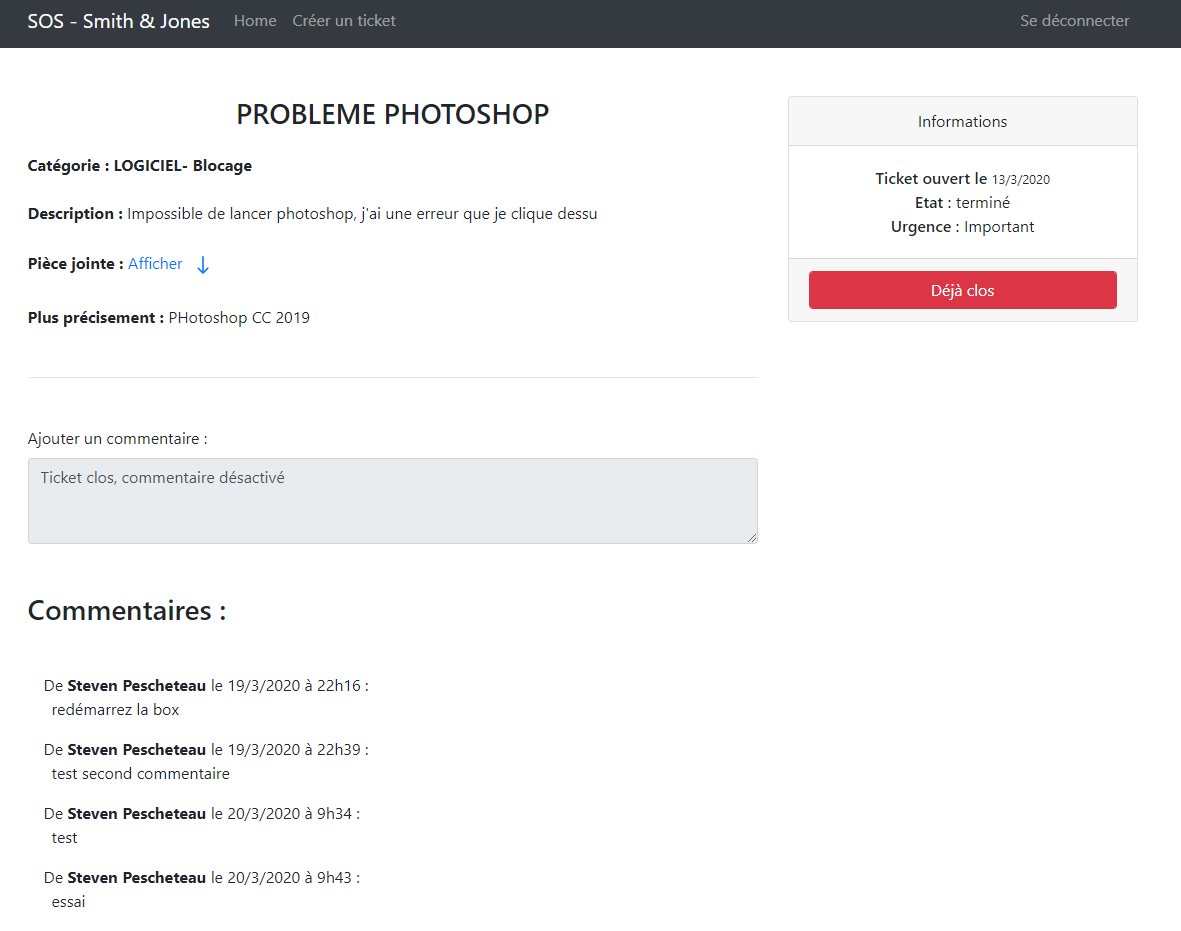 SOS - Smith & Jones Home Créer un ticket Se déconnecter
PROBLEME PHOTOSHOP
Catégorie : LOGICIEL- Blocage
Description : Impossible de lancer photoshop, j'ai une erreur que je clique dessu
Pièce jointe : Afficher ↓
Plus précisement : PHotoshop CC 2019
Informations
Ticket ouvert le 13/3/2020
Etat : terminé
Urgence : Important
Déjà clos
Ajouter un commentaire :
Ticket clos, commentaire désactivé
Commentaires :
De Steven Pescheteau le 19/3/2020 à 22h16 :
redémarrez la box
De Steven Pescheteau le 19/3/2020 à 22h39 :
test second commentaire
De Steven Pescheteau le 20/3/2020 à 9h34 :
test
De Steven Pescheteau le 20/3/2020 à 9h43 :
essai